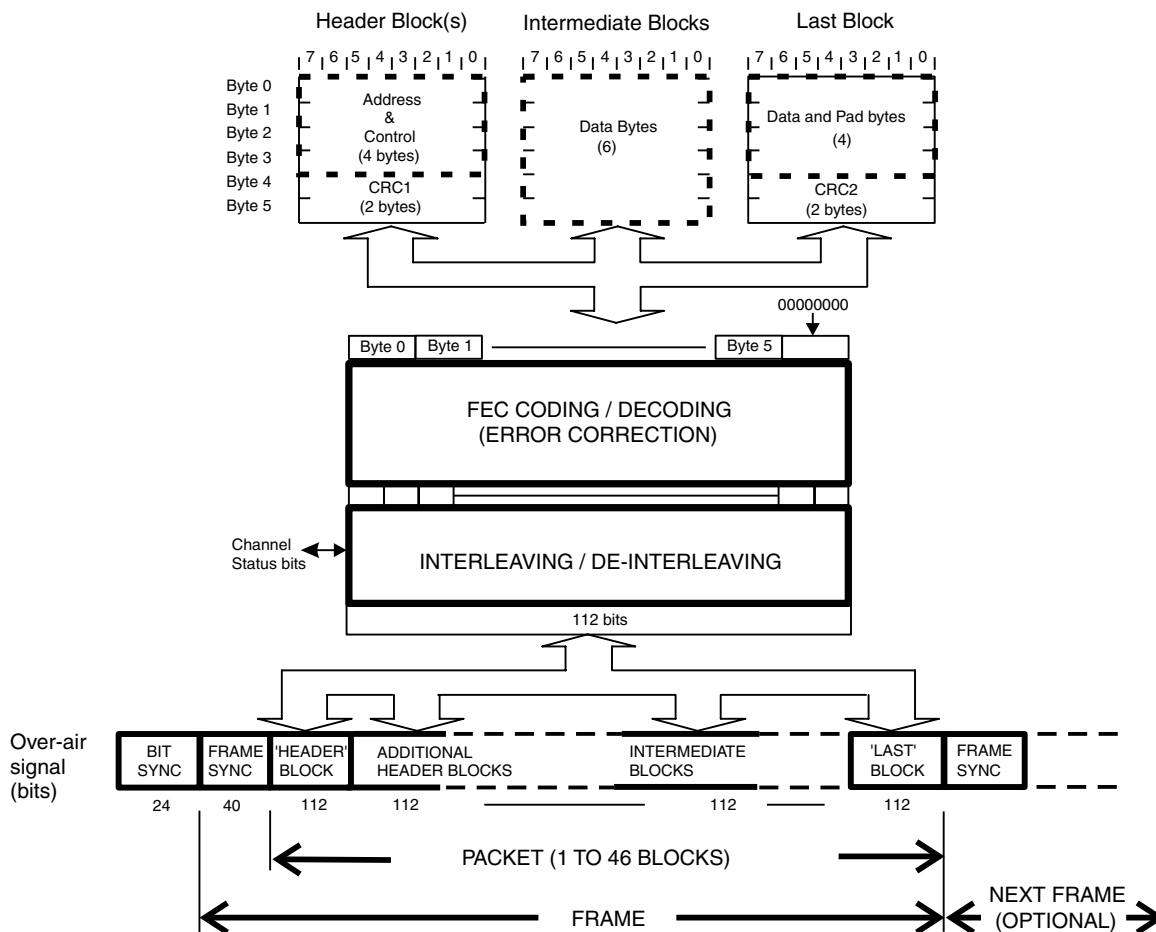 Header Block(s)
Intermediate Blocks
Last Block
7 6 5 4 3 2 1 0
7 6 5 4 3 2 1 0
7 6 5 4 3 2 1 0
Byte 0
Byte 1
Byte 2
Byte 3
Byte 4
Byte 5
Address
&
Control
(4 bytes)
CRC1
(2 bytes)
Data Bytes
(6)
Data and Pad bytes
(4)
CRC2
(2 bytes)
00000000
Byte 0
Byte 1
Byte 5
FEC CODING / DECODING
(ERROR CORRECTION)
Channel
Status bits
INTERLEAVING / DE-INTERLEAVING
112 bits
Over-air
signal
(bits)
BIT
SYNC
FRAME
SYNC
'HEADER'
BLOCK
ADDITIONAL
HEADER BLOCKS
INTERMEDIATE
BLOCKS
'LAST'
BLOCK
FRAME
SYNC
24
40
112
112
112
112
PACKET (1 TO 46 BLOCKS)
FRAME
NEXT FRAME
(OPTIONAL)